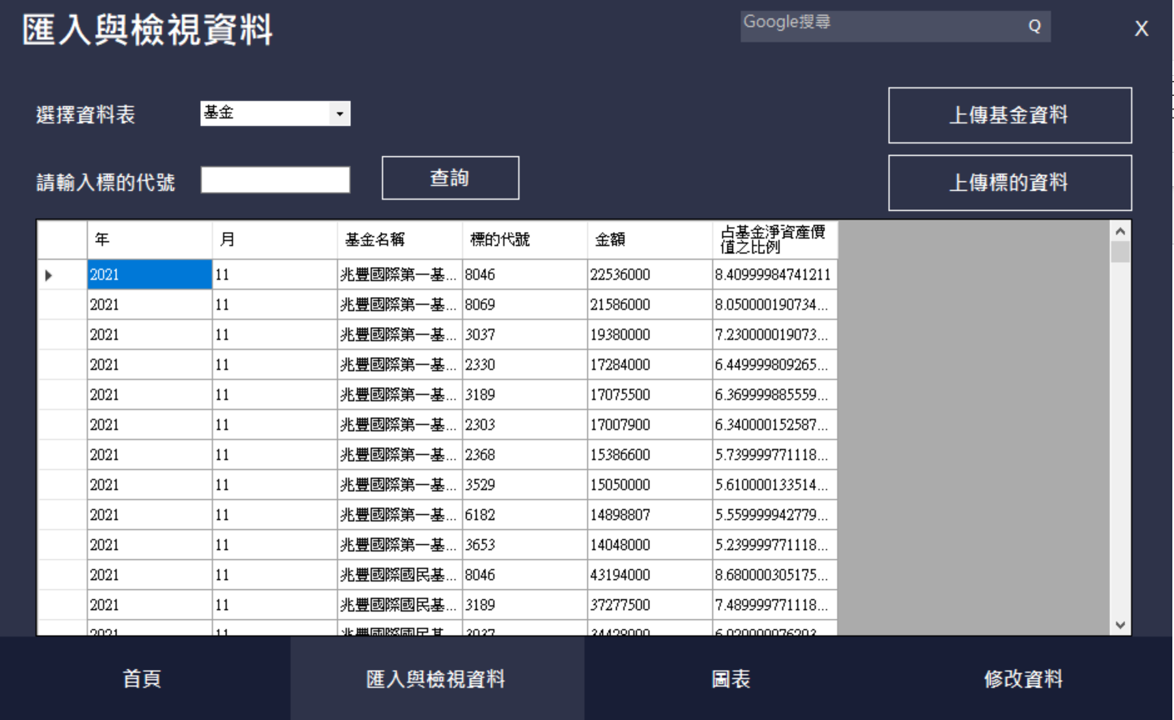 匯入與檢視資料
Google搜尋
Q
X
選擇資料表
基金
上傳基金資料
請輸入標的代號
查詢
上傳標的資料
年 月 基金名稱 標的代號 金額 占基金淨資產價
值之比例
2021 11 兆豐國際第一基... 8046 22536000 8.40999984741211
2021 11 兆豐國際第一基... 8069 21586000 8.050000190734...
2021 11 兆豐國際第一基... 3037 19380000 7.230000019073...
2021 11 兆豐國際第一基... 2330 17284000 6.449999809265...
2021 11 兆豐國際第一基... 3189 17075500 6.369999885559...
2021 11 兆豐國際第一基... 2303 17007900 6.340000152587...
2021 11 兆豐國際第一基... 2368 15386600 5.739999771118...
2021 11 兆豐國際第一基... 3529 15050000 5.610000133514...
2021 11 兆豐國際第一基... 6182 14898807 5.559999942779...
2021 11 兆豐國際第一基... 3653 14048000 5.239999771118...
2021 11 兆豐國際國民基... 8046 43194000 8.680000305175...
2021 11 兆豐國際國民基... 3189 37277500 7.489999771118...
2021 11 兆豐國際國民基... 3037 34428000
首頁
匯入與檢視資料
圖表
修改資料